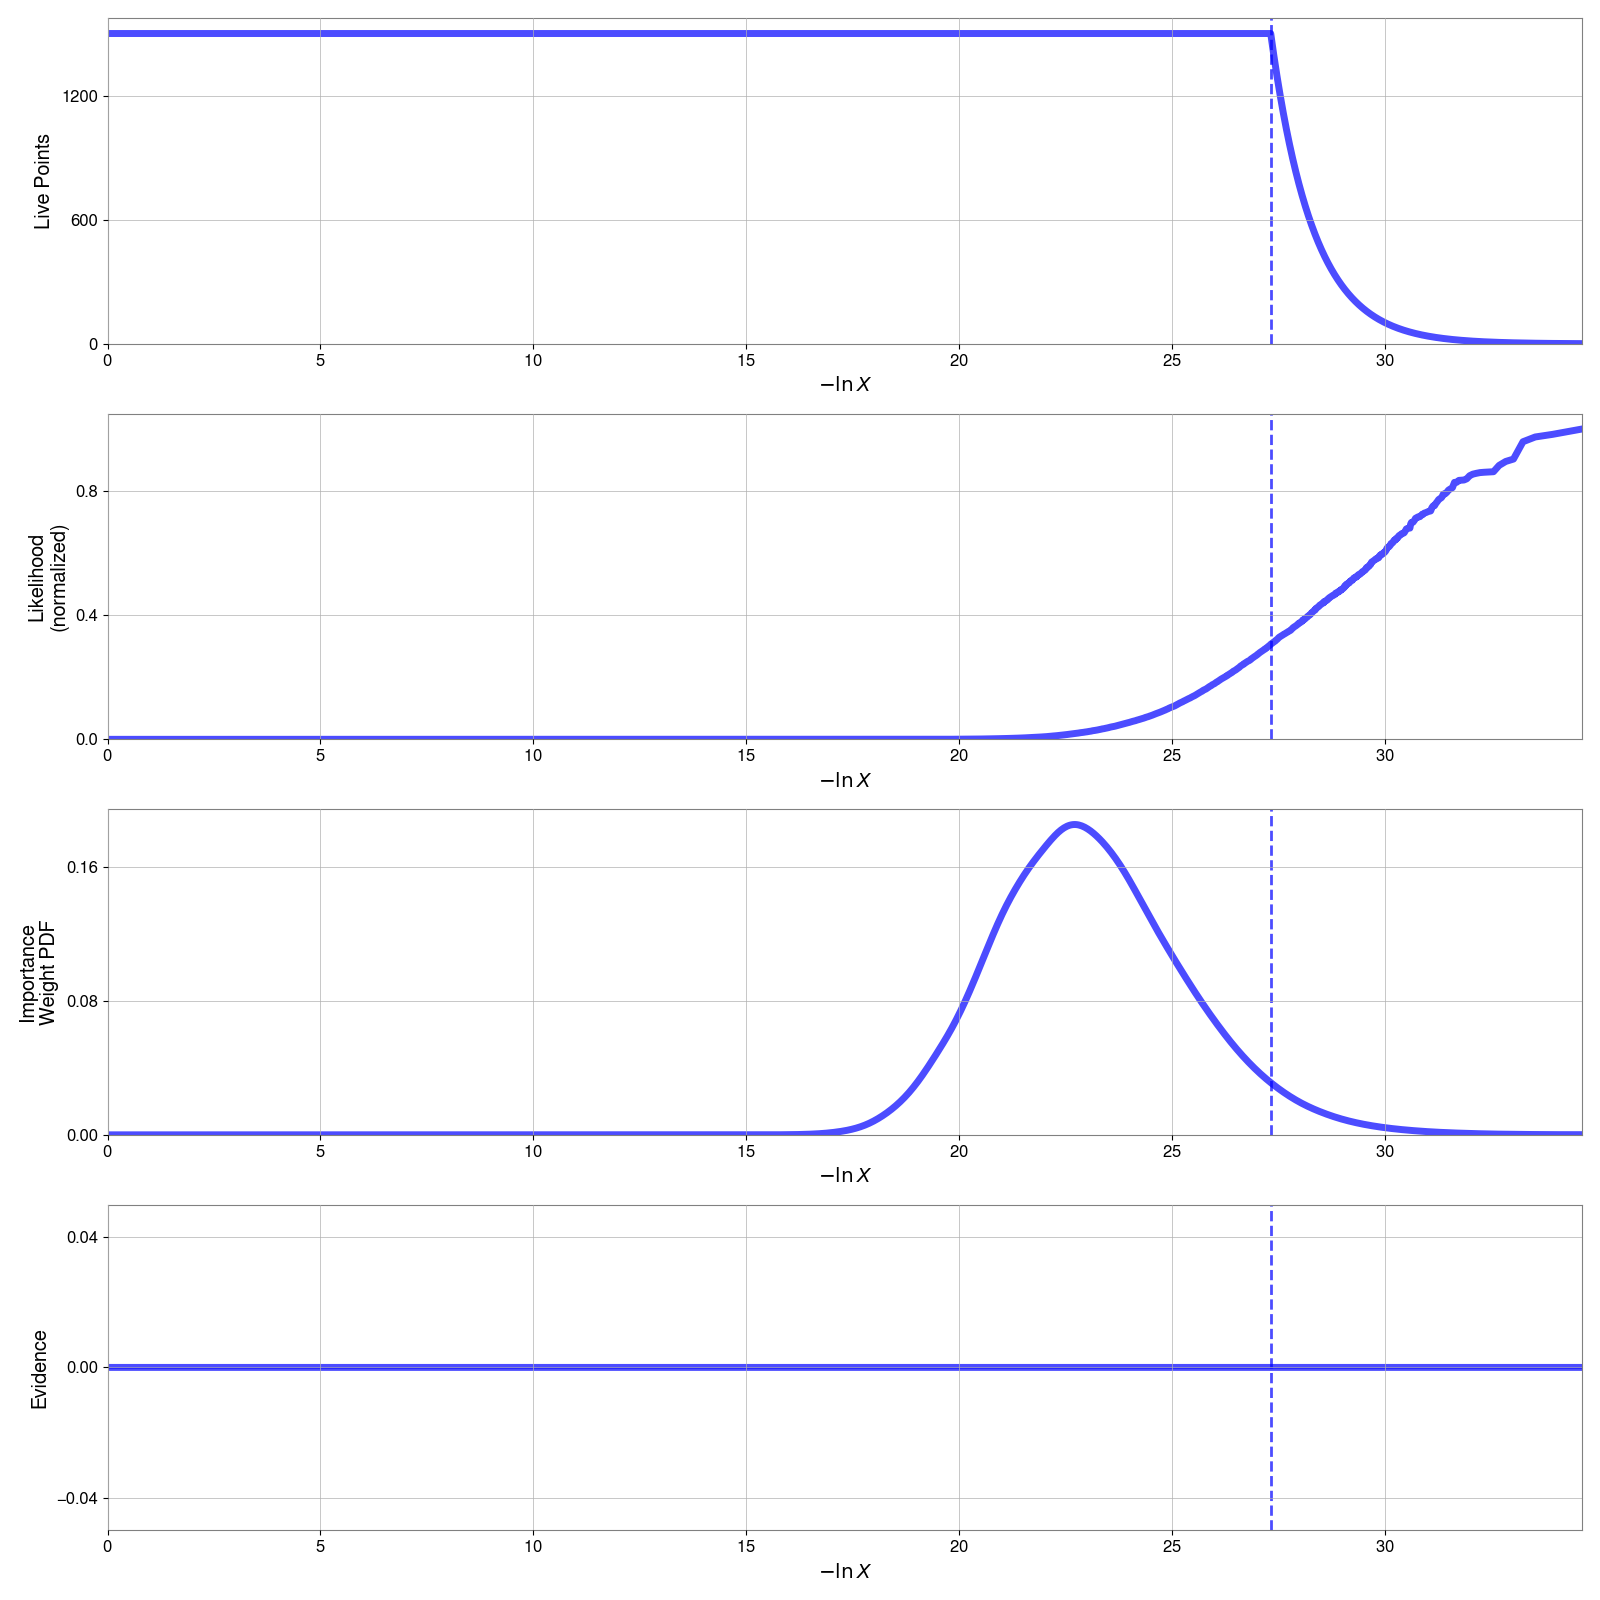 Live Points
1200
600
0
0 5 10 15 20 25 30
−ln X
Likelihood
(normalized)
0.8
0.4
0.0
0 5 10 15 20 25 30
−ln X
Importance
Weight PDF
0.16
0.08
0.00
0 5 10 15 20 25 30
−ln X
Evidence
0.04
0.00
−0.04
0 5 10 15 20 25 30
−ln X